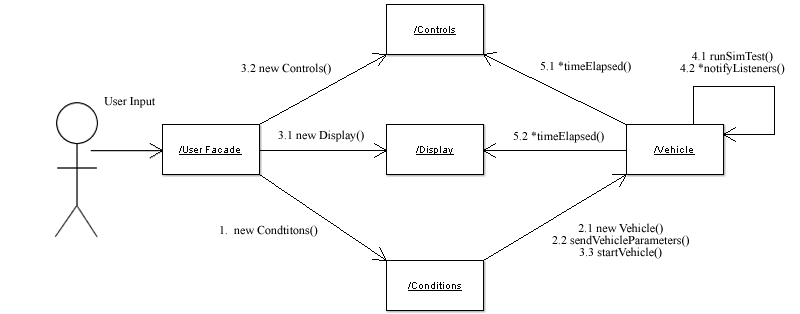 /Controls
4.1 runSimTest()
4.2 *notifyListeners()
3.2 new Controls()
5.1 *timeElapsed()
User Input
/User Facade
3.1 new Display()
/Display
5.2 *timeElapsed()
/Vehicle
1. new Condtitons()
2.1 new Vehicle()
2.2 sendVehicleParameters()
3.3 startVehicle()
/Conditions